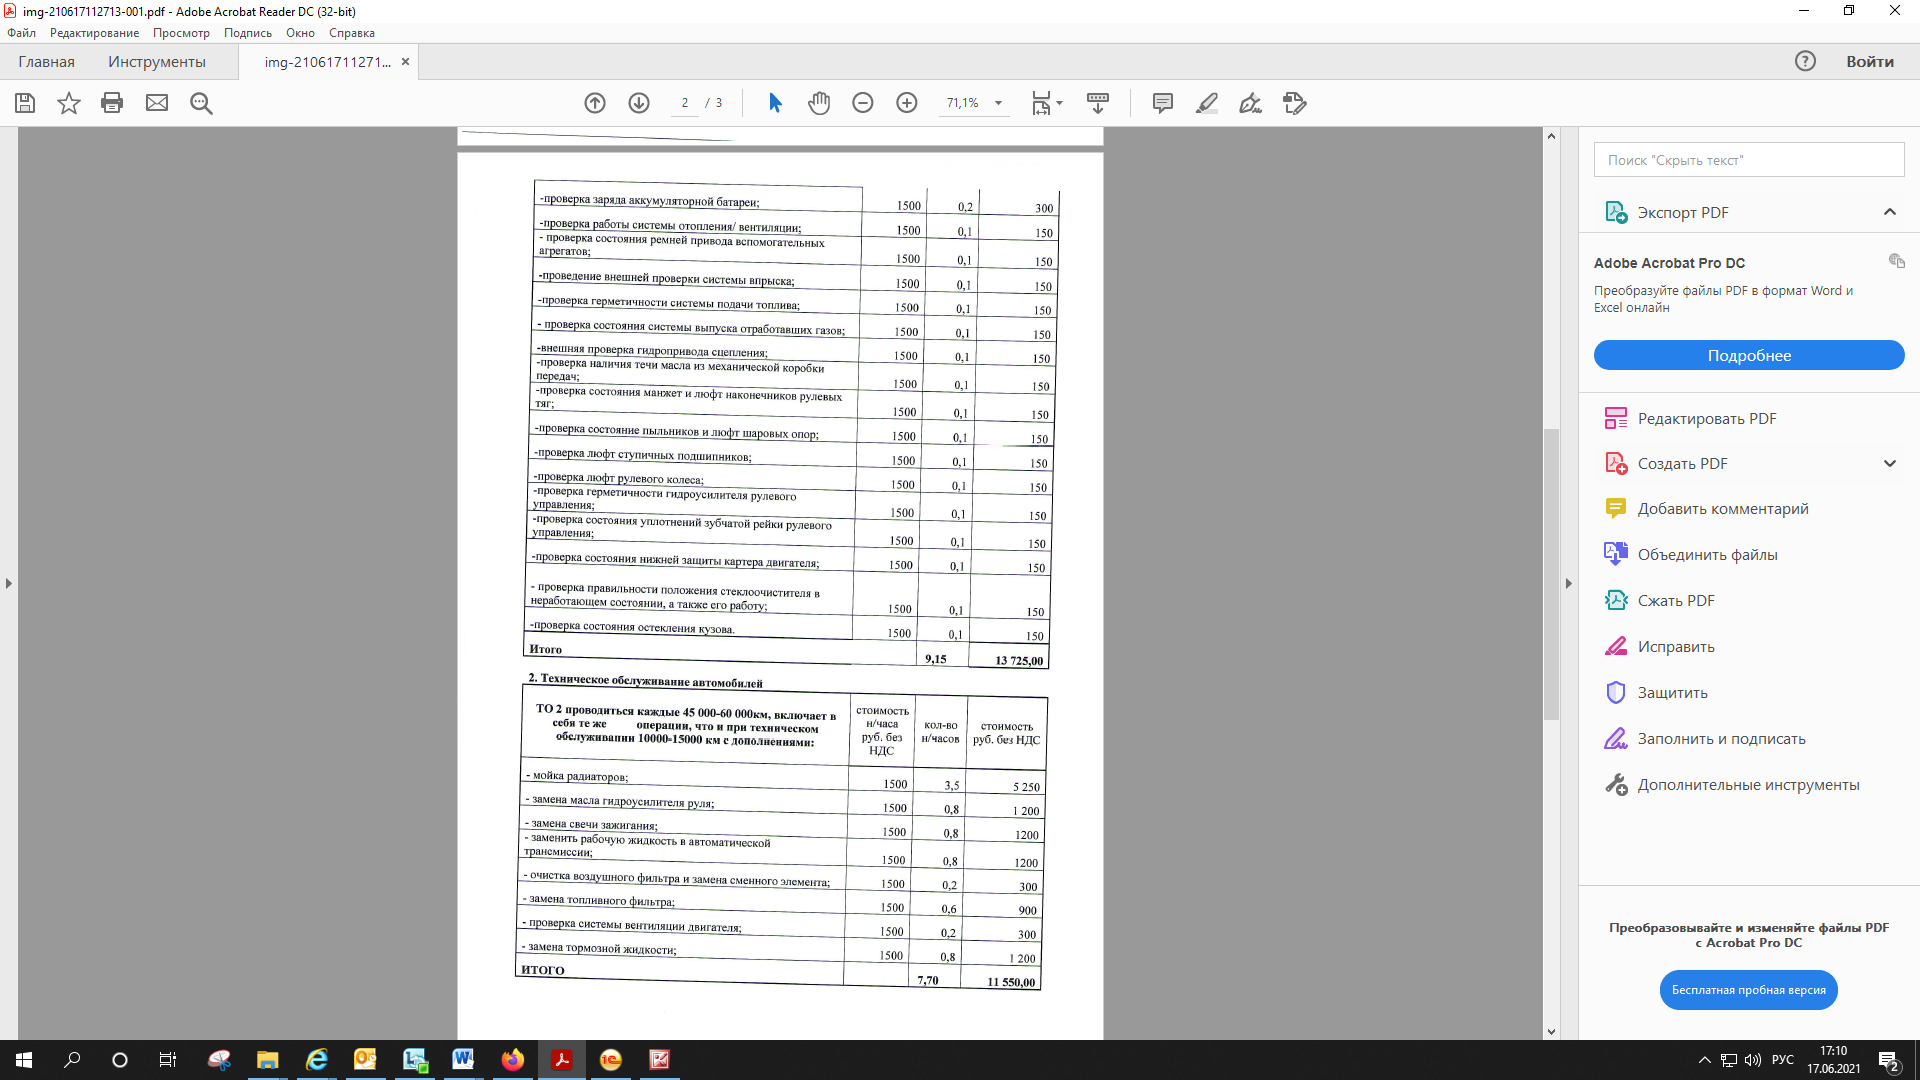 img-210617112713-001.pdf - Adobe Acrobat Reader DC (32-bit)
Файл Редактирование Просмотр Подпись Окно Справка
Главная Инструменты img-21061711271... × Войти
2 / 3 71,1%
-проверка заряда аккумуляторной батареи; 1500 0,2 300
-проверка работы системы отопления/ вентиляции; 1500 0,1 150
- проверка состояния ремней привода вспомогательных
агрегатов; 1500 0,1 150
-проведение внешней проверки системы впрыска; 1500 0,1 150
-проверка герметичности системы подачи топлива; 1500 0,1 150
- проверка состояния системы выпуска отработавших газов; 1500 0,1 150
-внешняя проверка гидропривода сцепления; 1500 0,1 150
-проверка наличия течи масла из механической коробки
передач; 1500 0,1 150
-проверка состояния манжет и люфт наконечников рулевых
тяг; 1500 0,1 150
-проверка состояние пыльников и люфт шаровых опор; 1500 0,1 150
-проверка люфт ступичных подшипников; 1500 0,1 150
-проверка люфт рулевого колеса; 1500 0,1 150
-проверка герметичности гидроусилителя рулевого
управления; 1500 0,1 150
-проверка состояния уплотнений зубчатой рейки рулевого
управления; 1500 0,1 150
-проверка состояния нижней защиты картера двигателя; 1500 0,1 150
- проверка правильности положения стеклоочистителя в
неработающем состоянии, а также его работу; 1500 0,1 150
-проверка состояния остекления кузова. 1500 0,1 150
Итого 9,15 13 725,00
2. Техническое обслуживание автомобилей
ТО 2 проводиться каждые 45 000-60 000км, включает в
себя те же операции, что и при техническом
обслуживании 10000-15000 км с дополнениями:
стоимость
н/часа
руб. без
НДС
кол-во
н/часов
стоимость
руб. без НДС
- мойка радиаторов; 1500 3,5 5 250
- замена масла гидроусилителя руля; 1500 0,8 1 200
- замена свечи зажигания; 1500 0,8 1200
- заменить рабочую жидкость в автоматической
трансмиссии; 1500 0,8 1200
- очистка воздушного фильтра и замена сменного элемента; 1500 0,2 300
- замена топливного фильтра; 1500 0,6 900
- проверка системы вентиляции двигателя; 1500 0,2 300
- замена тормозной жидкости; 1500 0,8 1 200
ИТОГО 7,70 11 550,00
Поиск "Скрыть текст"
Экспорт PDF
Adobe Acrobat Pro DC
Преобразуйте файлы PDF в формат Word и
Excel онлайн
Подробнее
Редактировать PDF
Создать PDF
Добавить комментарий
Объединить файлы
Сжать PDF
Исправить
Защитить
Заполнить и подписать
Дополнительные инструменты
Преобразовывайте и изменяйте файлы PDF
с Acrobat Pro DC
Бесплатная пробная версия
РУС
17:10
17.06.2021
2